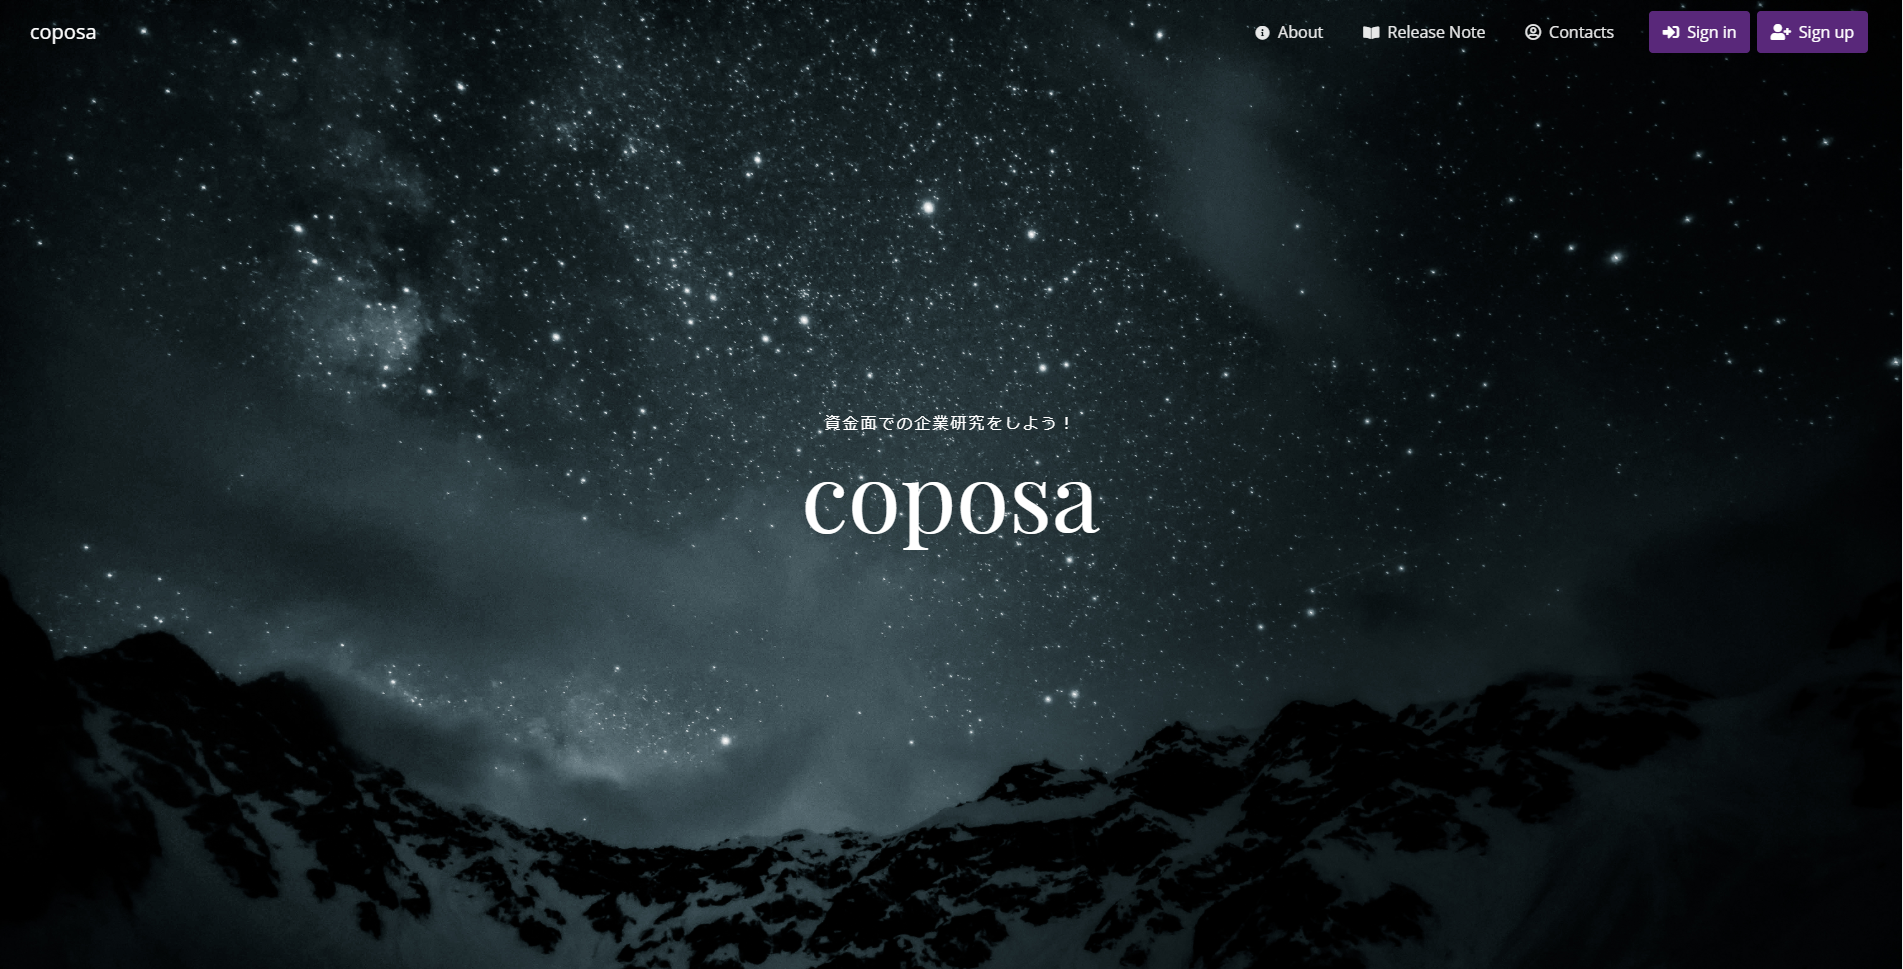 coposa
About
Release Note
Contacts
Sign in
Sign up
資金面での企業研究をしよう！
coposa